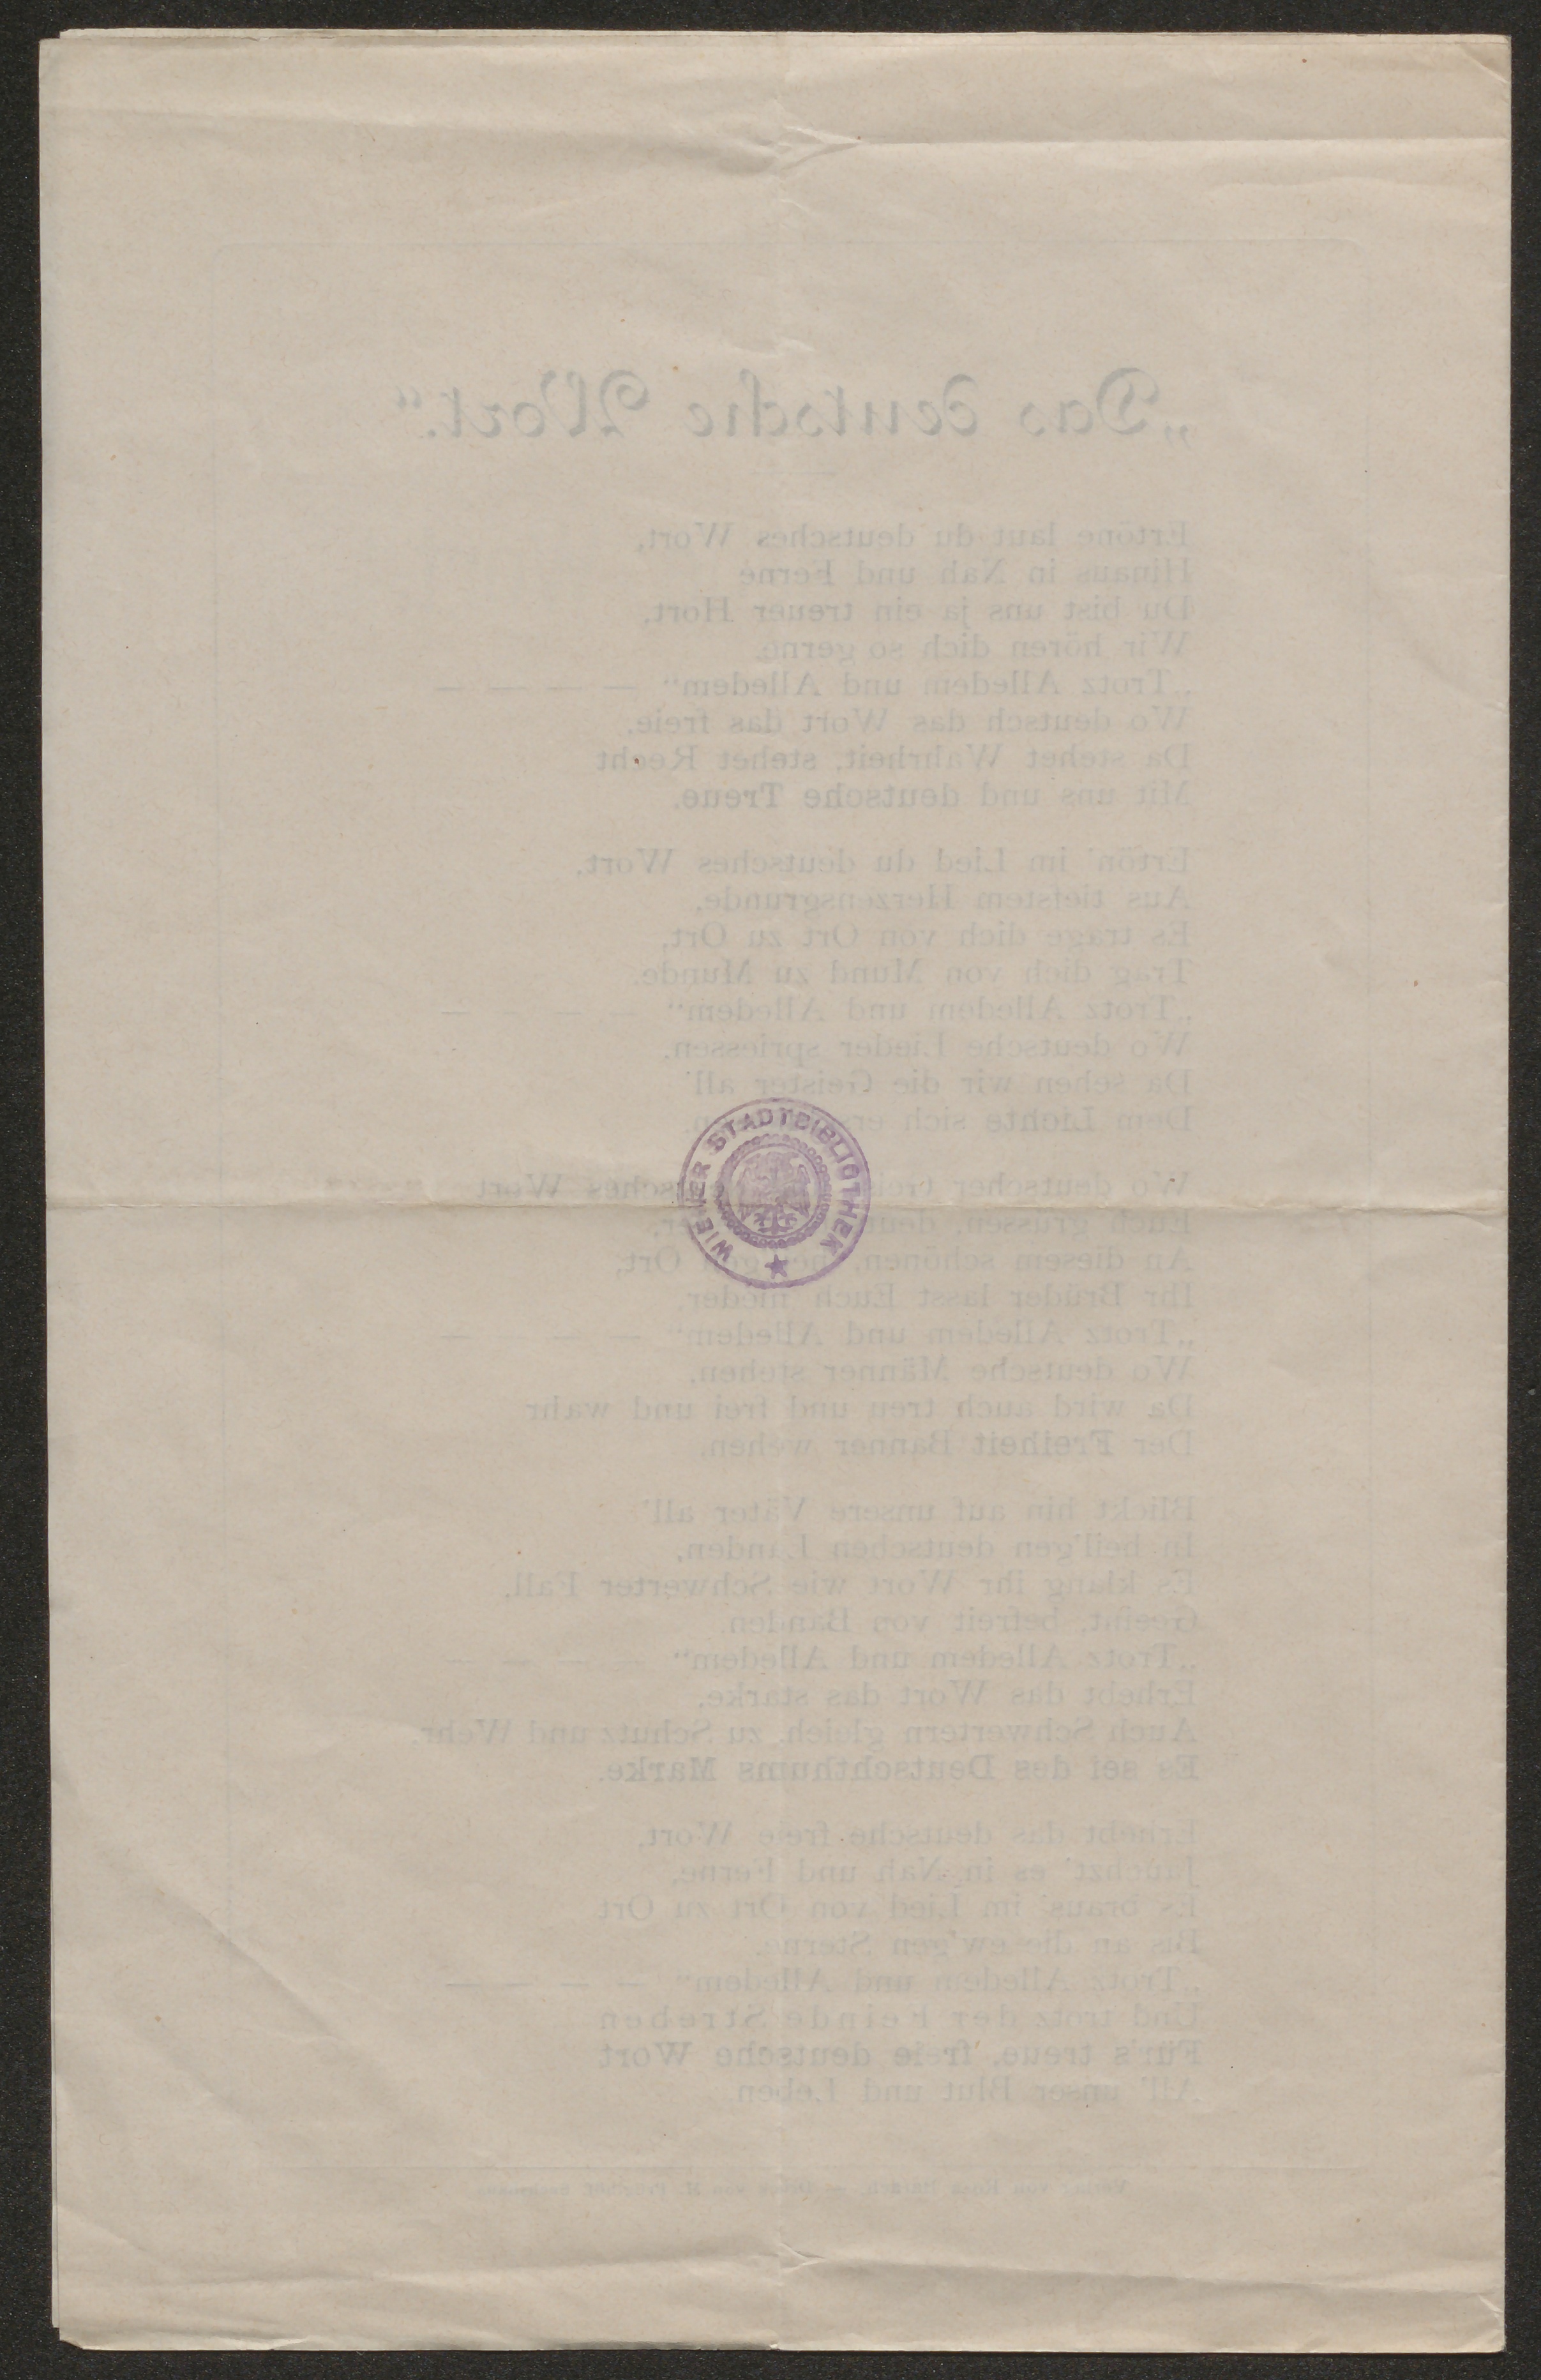 „Das deutsche Wort.“
Ertöne laut du deutsches Wort,
Hinaus in Nah und Ferne
Du bist uns ja ein treuer Hort,
Wir hören dich so gerne
„Trotz Alledem und Alledem“ — — — —
Wo deutsch das Wort das freie,
Da stehet Wahrheit, stehet Recht
Mit uns und deutsche Treue.
Ertön' im Lied du deutsches Wort,
Aus tiefstem Herzensgrunde,
Es trage dich von Ort zu Ort,
Trag dich von Mund zu Munde.
„Trotz Alledem und Alledem“ — — — —
Wo deutsche Lieder spriessen,
Da sehen wir die Geister all'
Dem Lichte sich
WIENER STADTBIBLIOTHEK
Wo deutscher Wort
Euch grüssen,
An diesem schönen, Ort,
Ihr Brüder lasst Euch nieder,
„Trotz Alledem und Alledem“ — — — —
Wo deutsche Männer stehen,
Da wird auch treu und frei und wahr
Der Freiheit Banner wehen.
Blickt hin auf unsere Väter all'
In heil'gen deutschen Landen,
Es klang ihr Wort wie Schwerter Fall,
Geeint, befreit von Banden
„Trotz Alledem und Alledem“ — — — —
Erhebt das Wort das starke,
Auch Schwertern gleich, zu Schutz und Wehr,
Es sei des Deutschthums Marke.
Erhebt das deutsche freie Wort,
Jauchzt' es in Nah und Ferne,
Es braus' im Lied von Ort zu Ort
Bis an die ew'gen Sterne.
„Trotz Alledem und Alledem“ — — — —
Und trotz der Feinde Streben
Für's treue, freie deutsche Wort
All' unser Blut und Leben
Verlag von — Druck von